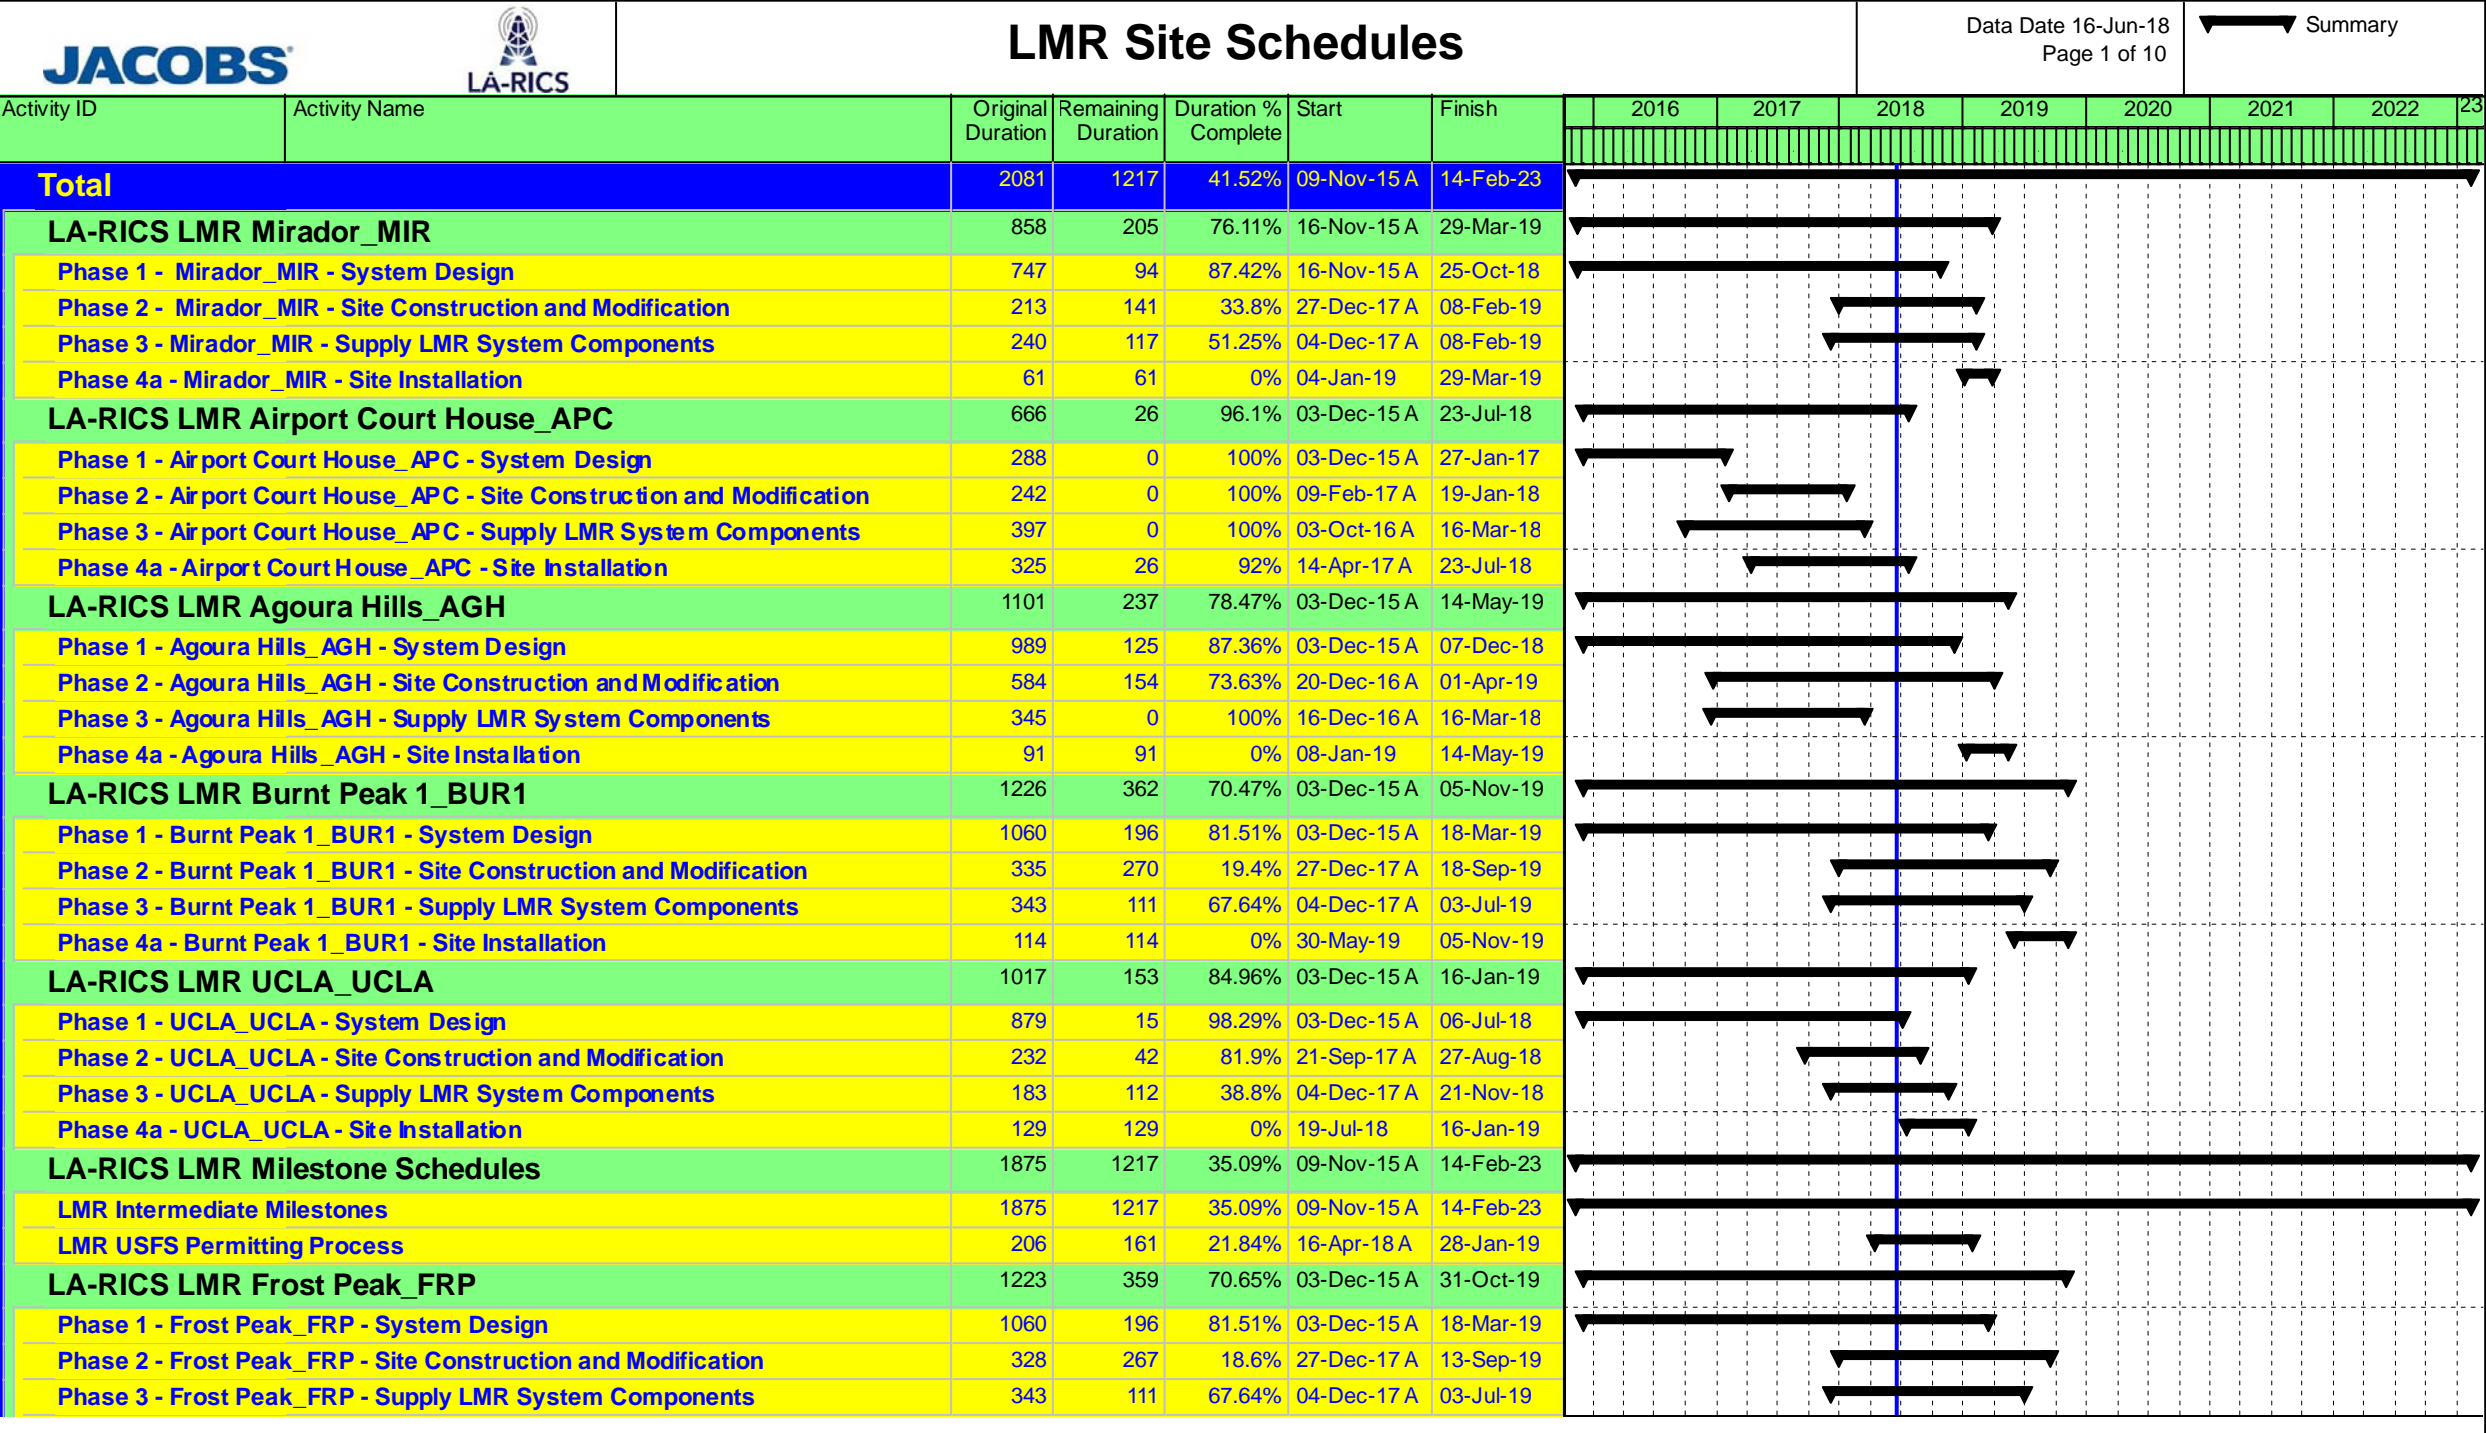 JACOBS
LA-RICS
LMR Site Schedules
Data Date 16-Jun-18
Page 1 of 10
Summary
Activity ID Activity Name Original Duration Remaining Duration Duration % Complete Start Finish 2016 2017 2018 2019 2020 2021 2022 23
Total 2081 1217 41.52% 09-Nov-15 A 14-Feb-23
LA-RICS LMR Mirador_MIR 858 205 76.11% 16-Nov-15 A 29-Mar-19
Phase 1 - Mirador_MIR - System Design 747 94 87.42% 16-Nov-15 A 25-Oct-18
Phase 2 - Mirador_MIR - Site Construction and Modification 213 141 33.8% 27-Dec-17 A 08-Feb-19
Phase 3 - Mirador_MIR - Supply LMR System Components 240 117 51.25% 04-Dec-17 A 08-Feb-19
Phase 4a - Mirador_MIR - Site Installation 61 61 0% 04-Jan-19 29-Mar-19
LA-RICS LMR Airport Court House_APC 666 26 96.1% 03-Dec-15 A 23-Jul-18
Phase 1 - Airport Court House_APC - System Design 288 0 100% 03-Dec-15 A 27-Jan-17
Phase 2 - Airport Court House_APC - Site Construction and Modification 242 0 100% 09-Feb-17 A 19-Jan-18
Phase 3 - Airport Court House_APC - Supply LMR System Components 397 0 100% 03-Oct-16 A 16-Mar-18
Phase 4a - Airport Court House_APC - Site Installation 325 26 92% 14-Apr-17 A 23-Jul-18
LA-RICS LMR Agoura Hills_AGH 1101 237 78.47% 03-Dec-15 A 14-May-19
Phase 1 - Agoura Hills_AGH - System Design 989 125 87.36% 03-Dec-15 A 07-Dec-18
Phase 2 - Agoura Hills_AGH - Site Construction and Modification 584 154 73.63% 20-Dec-16 A 01-Apr-19
Phase 3 - Agoura Hills_AGH - Supply LMR System Components 345 0 100% 16-Dec-16 A 16-Mar-18
Phase 4a - Agoura Hills_AGH - Site Installation 91 91 0% 08-Jan-19 14-May-19
LA-RICS LMR Burnt Peak 1_BUR1 1226 362 70.47% 03-Dec-15 A 05-Nov-19
Phase 1 - Burnt Peak 1_BUR1 - System Design 1060 196 81.51% 03-Dec-15 A 18-Mar-19
Phase 2 - Burnt Peak 1_BUR1 - Site Construction and Modification 335 270 19.4% 27-Dec-17 A 18-Sep-19
Phase 3 - Burnt Peak 1_BUR1 - Supply LMR System Components 343 111 67.64% 04-Dec-17 A 03-Jul-19
Phase 4a - Burnt Peak 1_BUR1 - Site Installation 114 114 0% 30-May-19 05-Nov-19
LA-RICS LMR UCLA_UCLA 1017 153 84.96% 03-Dec-15 A 16-Jan-19
Phase 1 - UCLA_UCLA - System Design 879 15 98.29% 03-Dec-15 A 06-Jul-18
Phase 2 - UCLA_UCLA - Site Construction and Modification 232 42 81.9% 21-Sep-17 A 27-Aug-18
Phase 3 - UCLA_UCLA - Supply LMR System Components 183 112 38.8% 04-Dec-17 A 21-Nov-18
Phase 4a - UCLA_UCLA - Site Installation 129 129 0% 19-Jul-18 16-Jan-19
LA-RICS LMR Milestone Schedules 1875 1217 35.09% 09-Nov-15 A 14-Feb-23
LMR Intermediate Milestones 1875 1217 35.09% 09-Nov-15 A 14-Feb-23
LMR USFS Permitting Process 206 161 21.84% 16-Apr-18 A 28-Jan-19
LA-RICS LMR Frost Peak_FRP 1223 359 70.65% 03-Dec-15 A 31-Oct-19
Phase 1 - Frost Peak_FRP - System Design 1060 196 81.51% 03-Dec-15 A 18-Mar-19
Phase 2 - Frost Peak_FRP - Site Construction and Modification 328 267 18.6% 27-Dec-17 A 13-Sep-19
Phase 3 - Frost Peak_FRP - Supply LMR System Components 343 111 67.64% 04-Dec-17 A 03-Jul-19